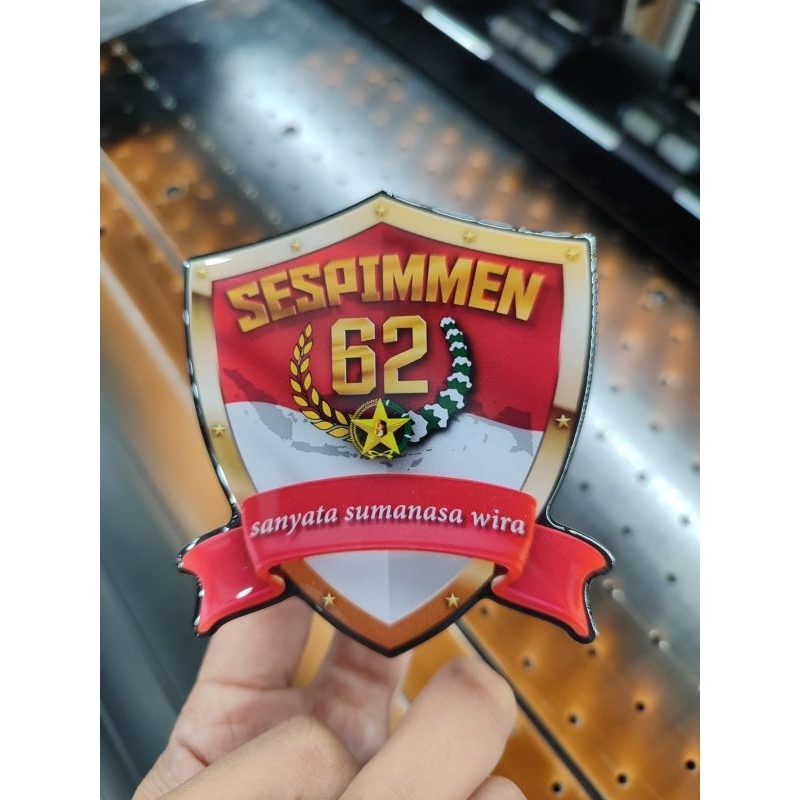 SESPIMMEN
62
sanyata sumanasa wira